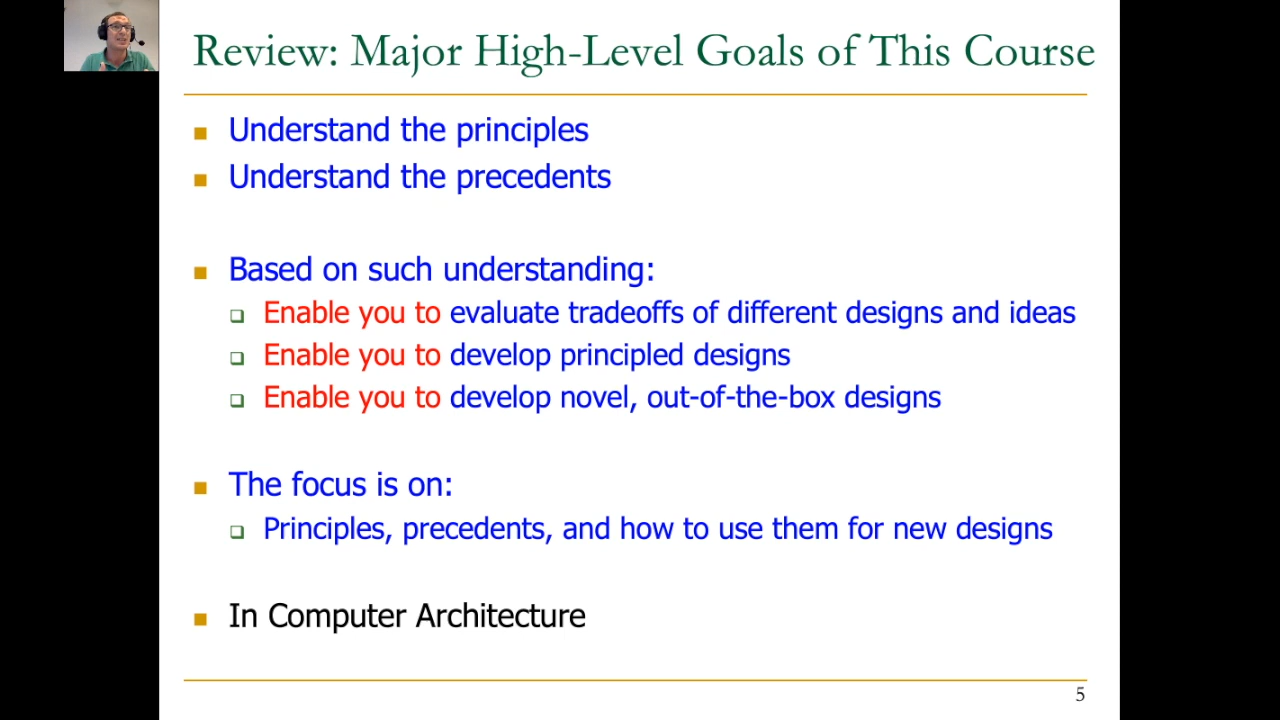 Review: Major High-Level Goals of This Course
Understand the principles
Understand the precedents
Based on such understanding:
Enable you to evaluate tradeoffs of different designs and ideas
Enable you to develop principled designs
Enable you to develop novel, out-of-the-box designs
The focus is on:
Principles, precedents, and how to use them for new designs
In Computer Architecture
5